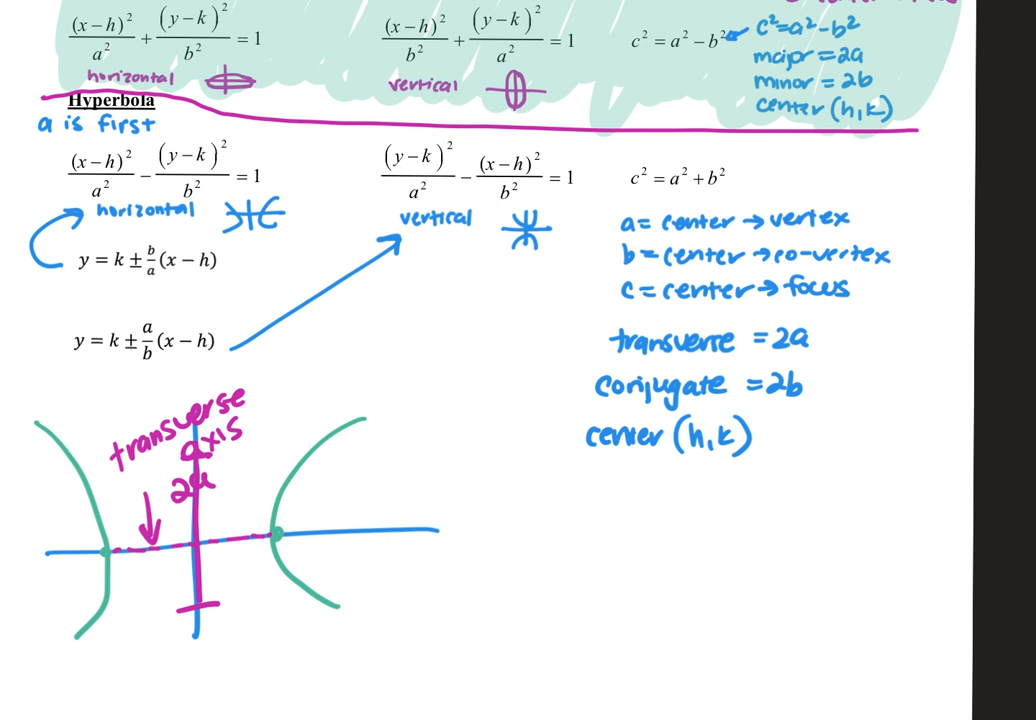 (x−h)²/a² + (y−k)²/b² = 1    (x−h)²/b² + (y−k)²/a² = 1    c² = a² − b²    c²=a²−b²
major=2a
minor = 2b
horizontal    vertical    center (h,k)
Hyperbola
a is first
(x−h)²/a² − (y−k)²/b² = 1    (y−k)²/a² − (x−h)²/b² = 1    c² = a² + b²
horizontal    vertical    a= center → vertex
b=center →co-vertex
y = k ± b/a (x − h)
c=center→ focus
y = k ± a/b (x − h)
transverse =2a
conjugate =2b
center (h,k)
transverse
axis
2a